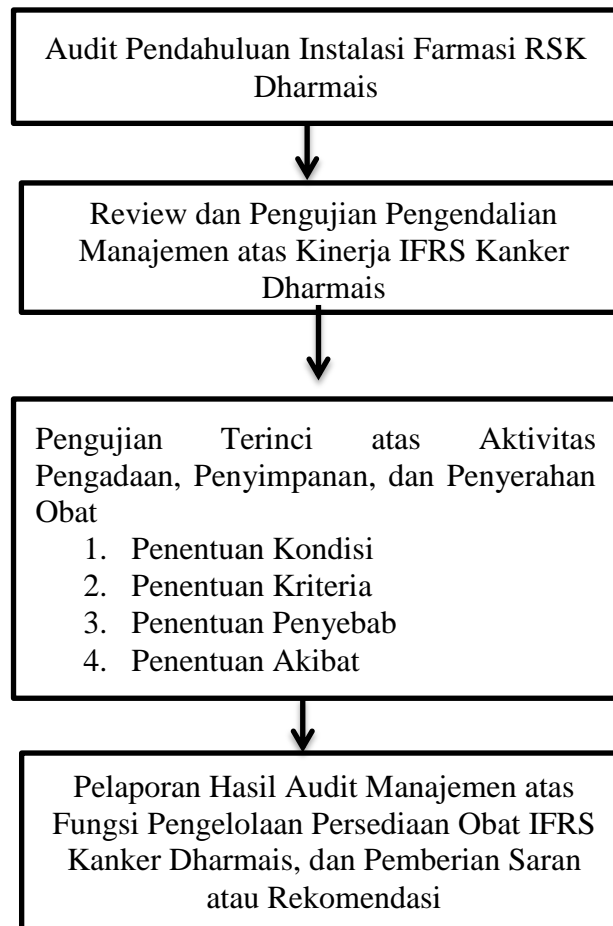 Audit Pendahuluan Instalasi Farmasi RSK
Dharmais
Review dan Pengujian Pengendalian
Manajemen atas Kinerja IFRS Kanker
Dharmais
Pengujian Terinci atas Aktivitas
Pengadaan, Penyimpanan, dan Penyerahan
Obat
1. Penentuan Kondisi
2. Penentuan Kriteria
3. Penentuan Penyebab
4. Penentuan Akibat
Pelaporan Hasil Audit Manajemen atas
Fungsi Pengelolaan Persediaan Obat IFRS
Kanker Dharmais, dan Pemberian Saran
atau Rekomendasi